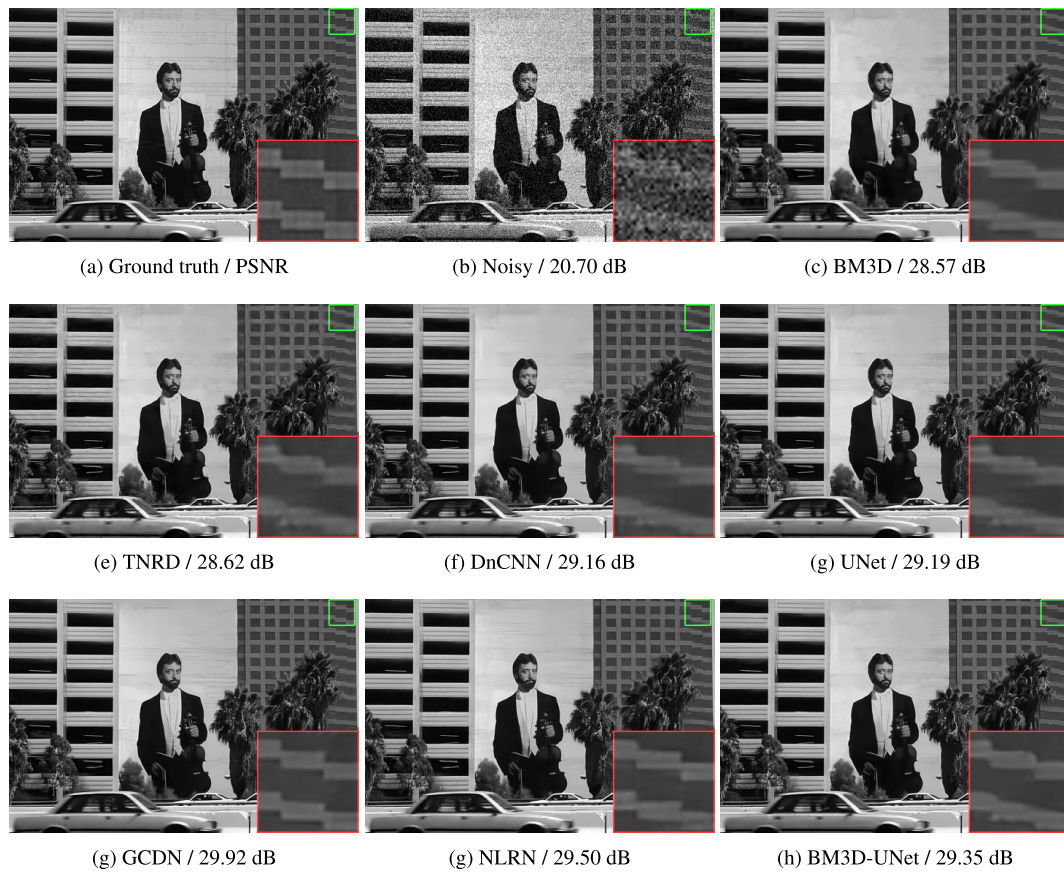 (a) Ground truth / PSNR
(b) Noisy / 20.70 dB
(c) BM3D / 28.57 dB
(e) TNRD / 28.62 dB
(f) DnCNN / 29.16 dB
(g) UNet / 29.19 dB
(g) GCDN / 29.92 dB
(g) NLRN / 29.50 dB
(h) BM3D-UNet / 29.35 dB